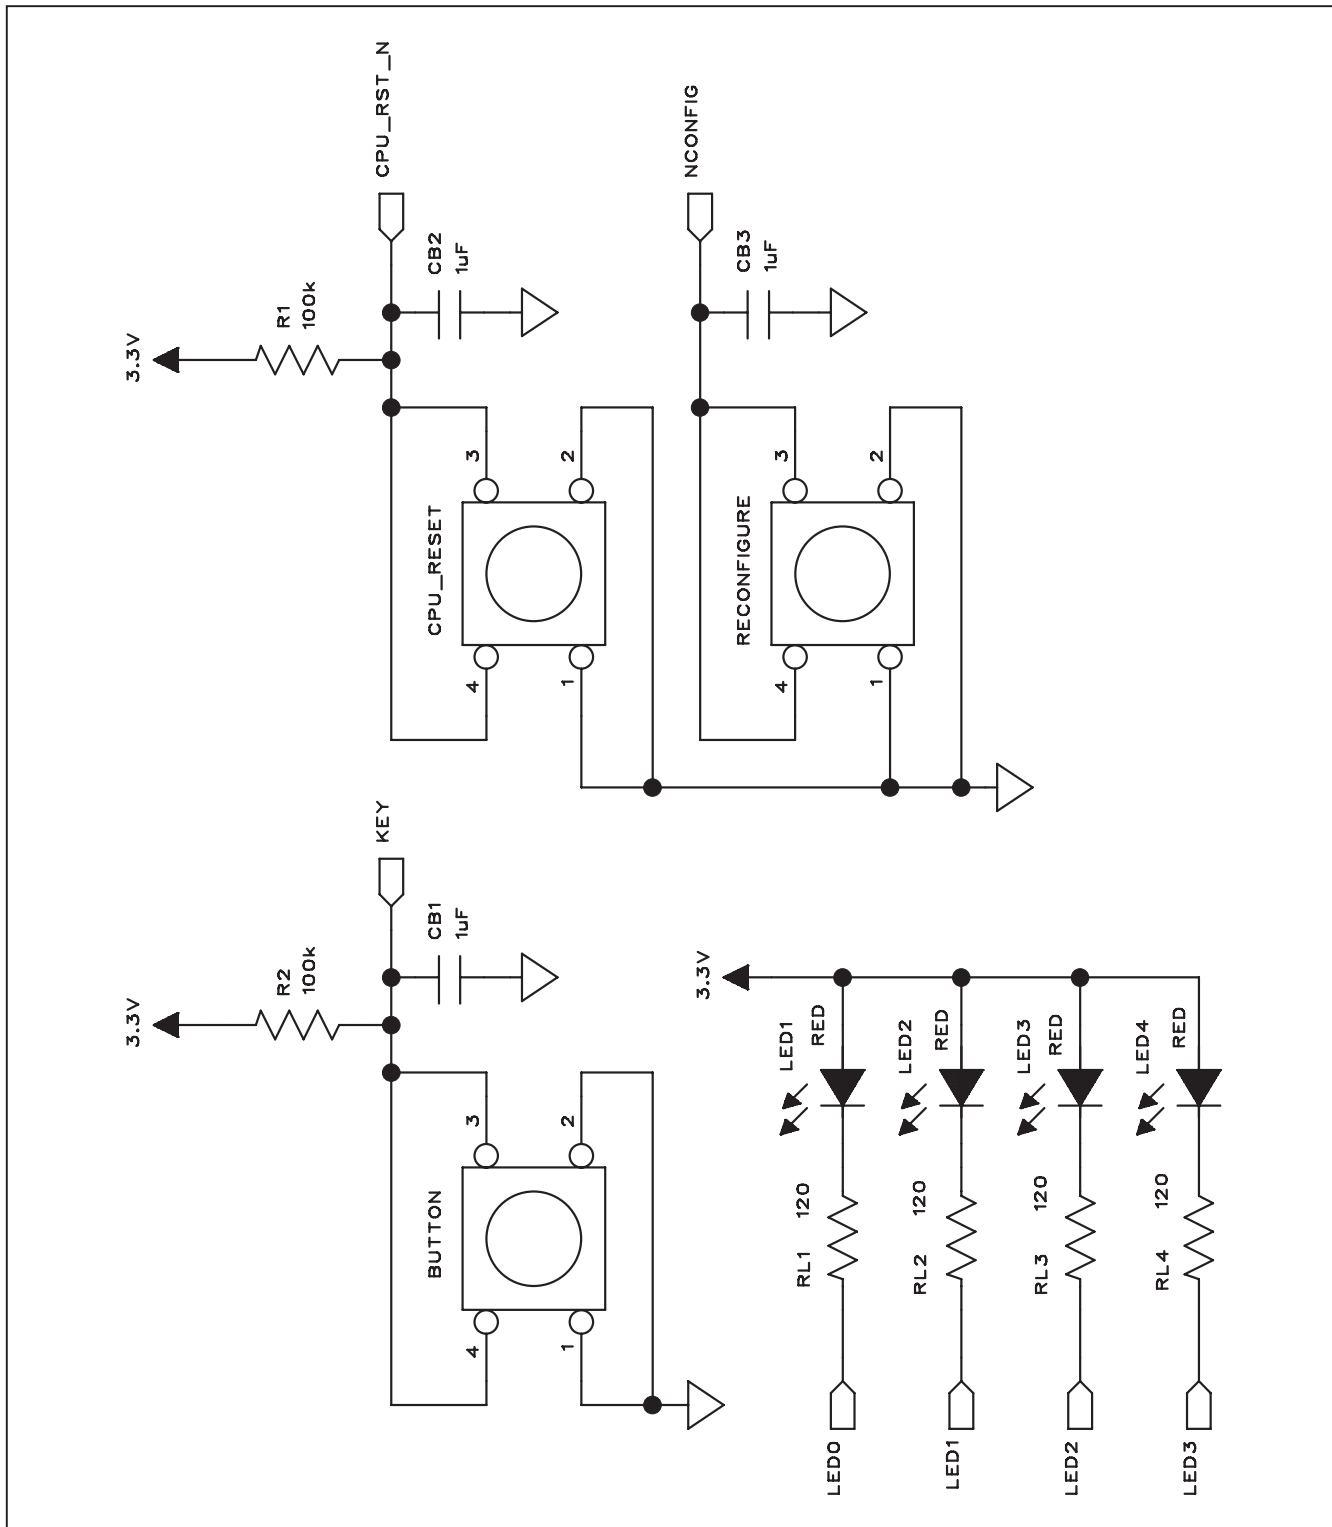 3.3V
R2
100k
KEY
CB1
1uF
BUTTON
4
3
1
2
3.3V
R1
100k
CPU_RST_N
CB2
1uF
CPU_RESET
4
3
1
2
NCONFIG
CB3
1uF
RECONFIGURE
4
3
1
2
3.3V
LED0
RL1 120
LED1
RED
LED1
RL2 120
LED2
RED
LED2
RL3 120
LED3
RED
LED3
RL4 120
LED4
RED